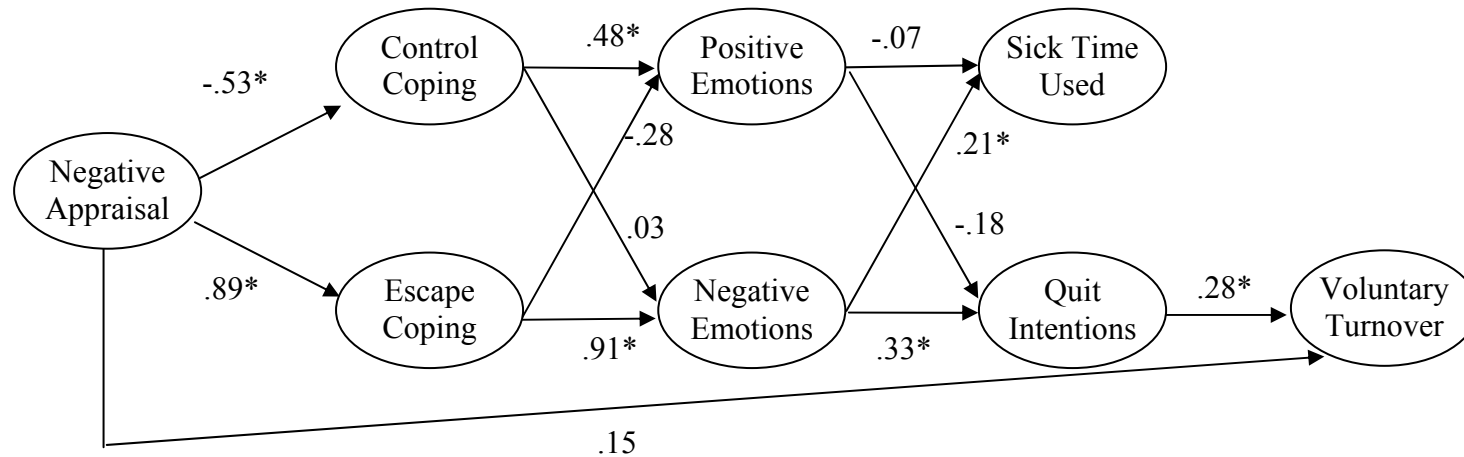 Control
Coping
.48*
Positive
Emotions
-.07
Sick Time
Used
-.53*
-.28
.21*
Negative
Appraisal
.03
-.18
.89*
Escape
Coping
.91*
Negative
Emotions
.33*
Quit
Intentions
.28*
Voluntary
Turnover
.15